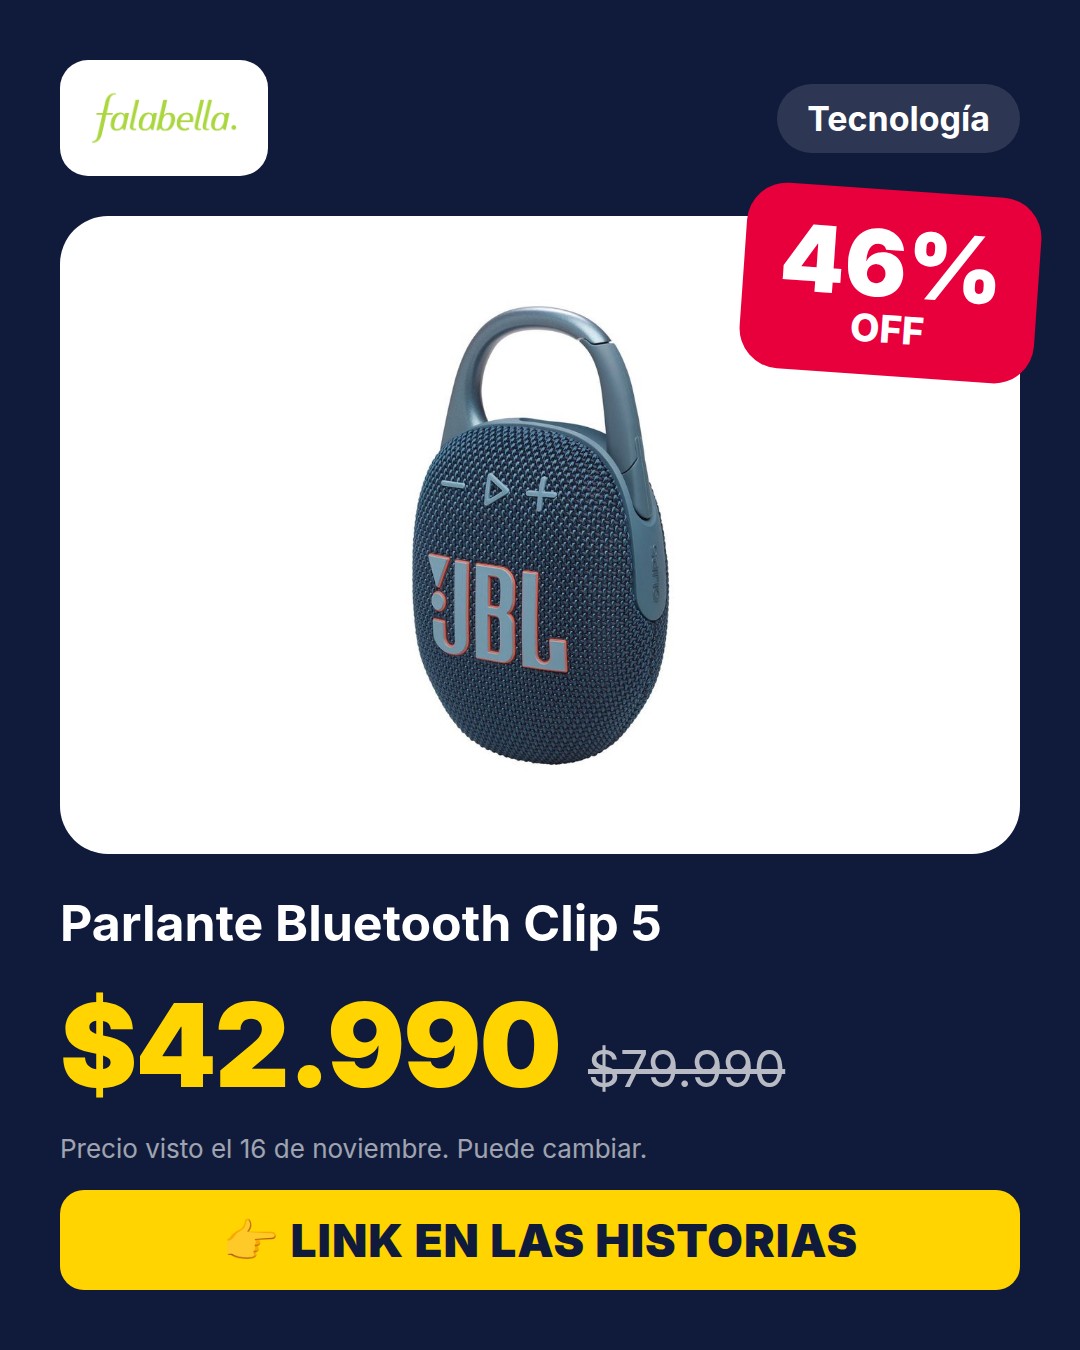 falabella.
Tecnología
46%
OFF
JBL
Parlante Bluetooth Clip 5
$42.990 $79.990
Precio visto el 16 de noviembre. Puede cambiar.
👉 LINK EN LAS HISTORIAS